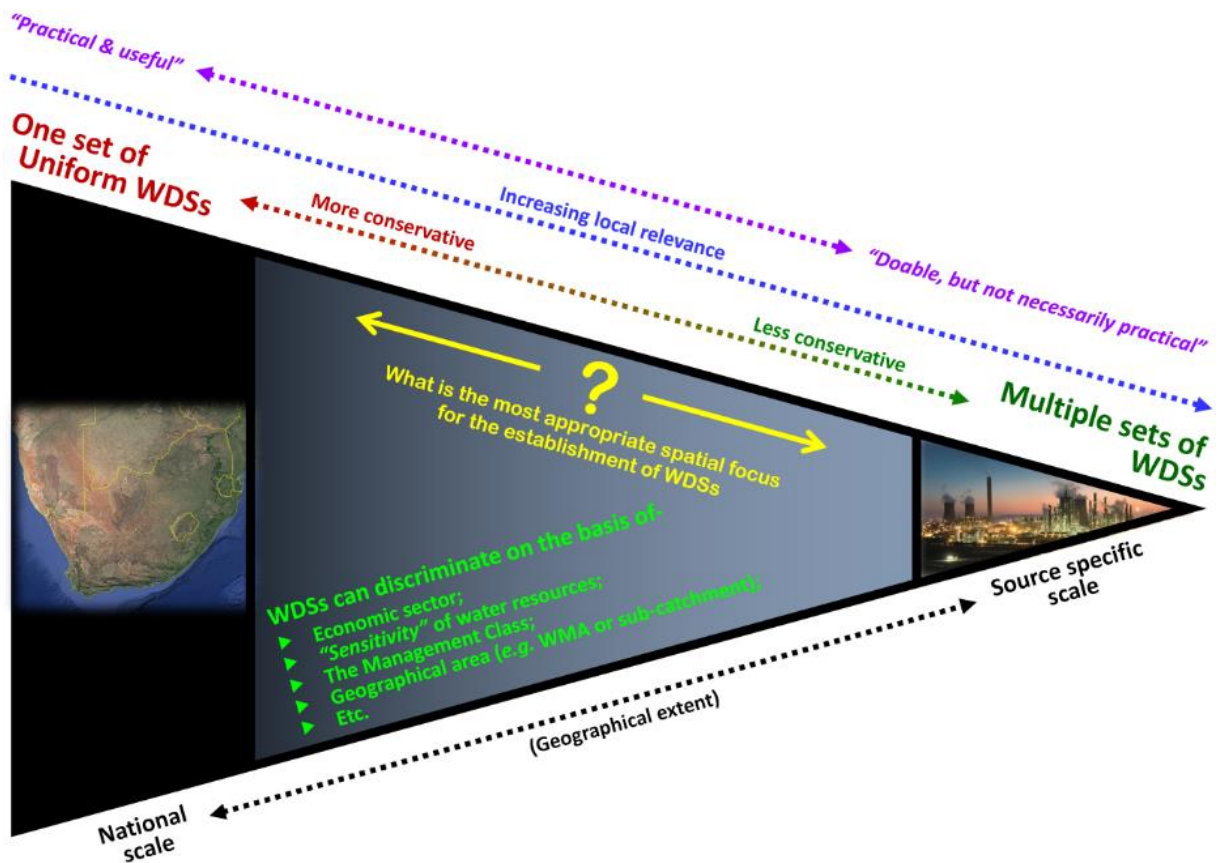 “Practical & useful”
One set of
Uniform WDSs
More conservative
Increasing local relevance
“Doable, but not necessarily practical”
Less conservative
Multiple sets of
WDSs
?
What is the most appropriate spatial focus
for the establishment of WDSs
WDSs can discriminate on the basis of-
► Economic sector;
► “Sensitivity” of water resources;
► The Management Class;
► Geographical area (e.g. WMA or sub-catchment);
► Etc.
Source specific
scale
(Geographical extent)
National
scale